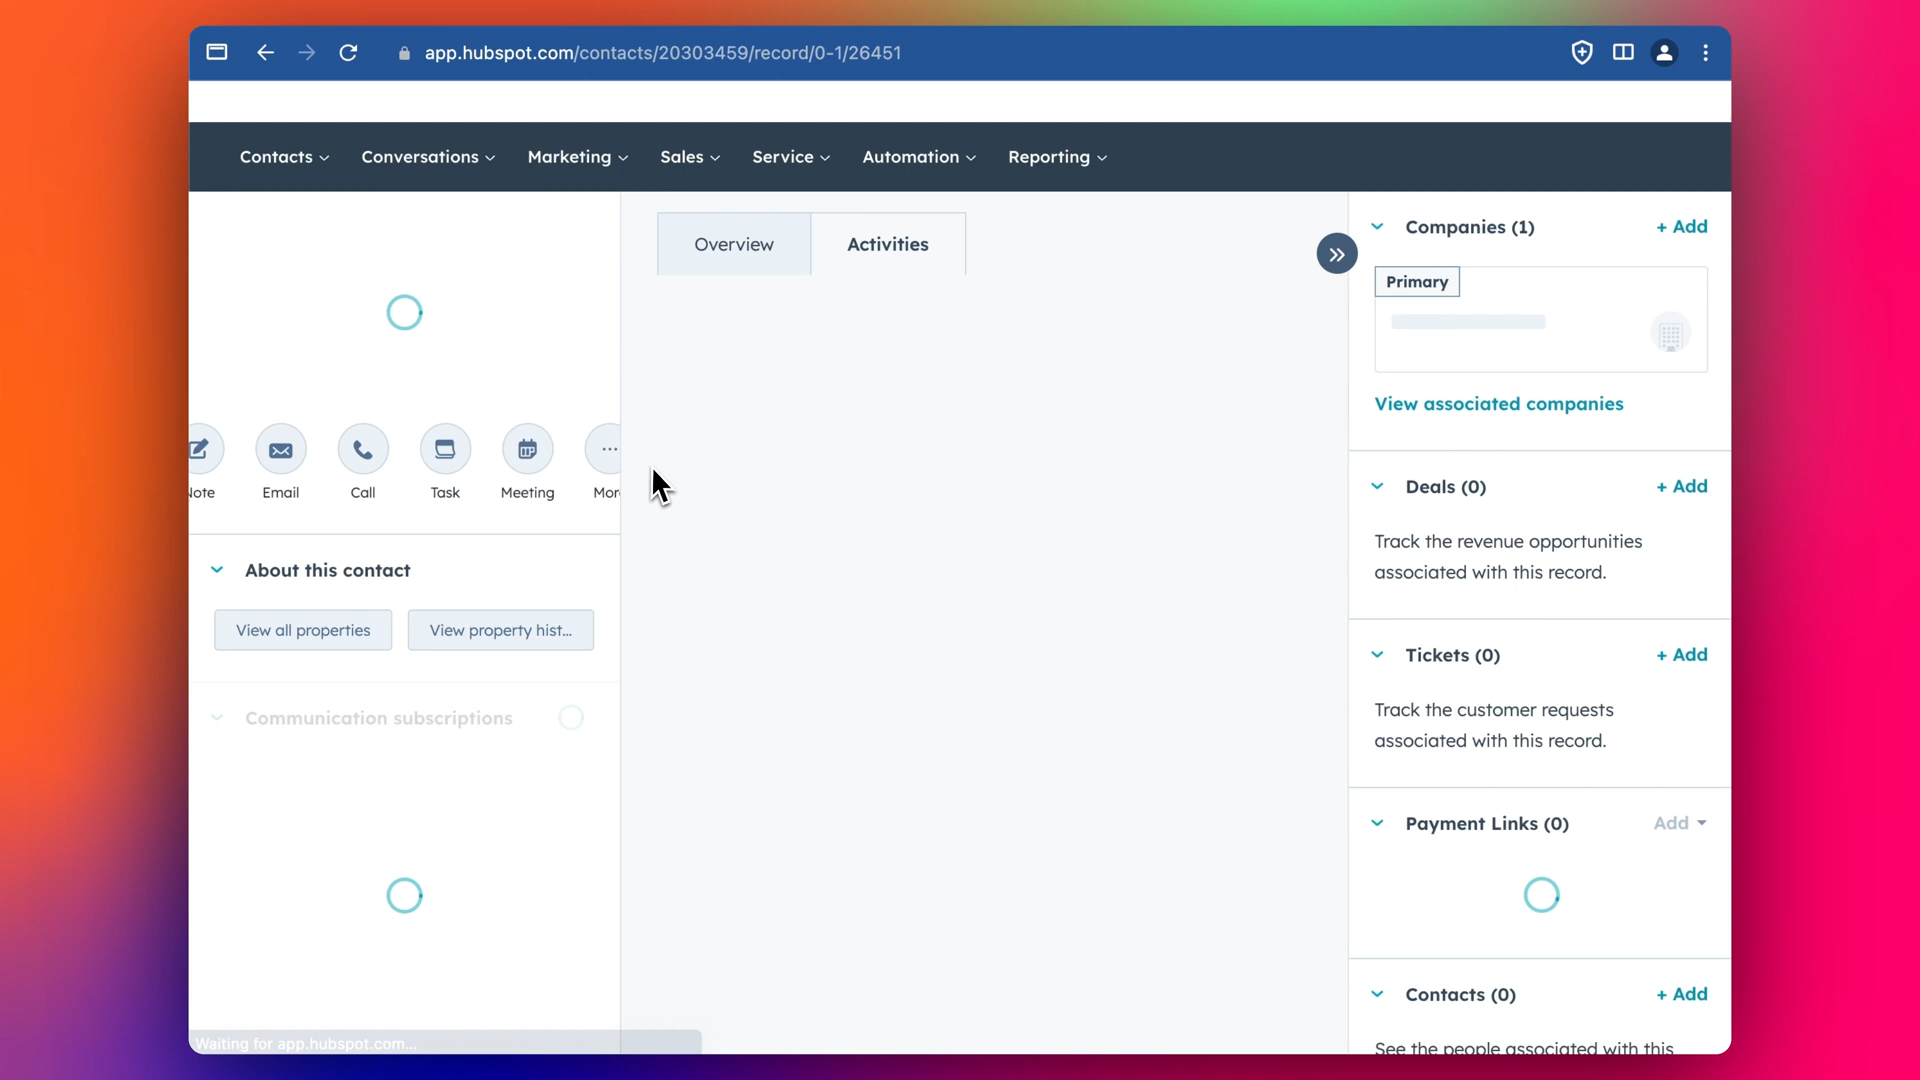 app.hubspot.com/contacts/20303459/record/0-1/26451
Contacts Conversations Marketing Sales Service Automation Reporting
Overview Activities
Note Email Call Task Meeting More
About this contact
View all properties View property hist...
Communication subscriptions
Waiting for app.hubspot.com...
Companies (1) + Add
Primary
View associated companies
Deals (0) + Add
Track the revenue opportunities
associated with this record.
Tickets (0) + Add
Track the customer requests
associated with this record.
Payment Links (0) Add
Contacts (0) + Add
See the people associated with this